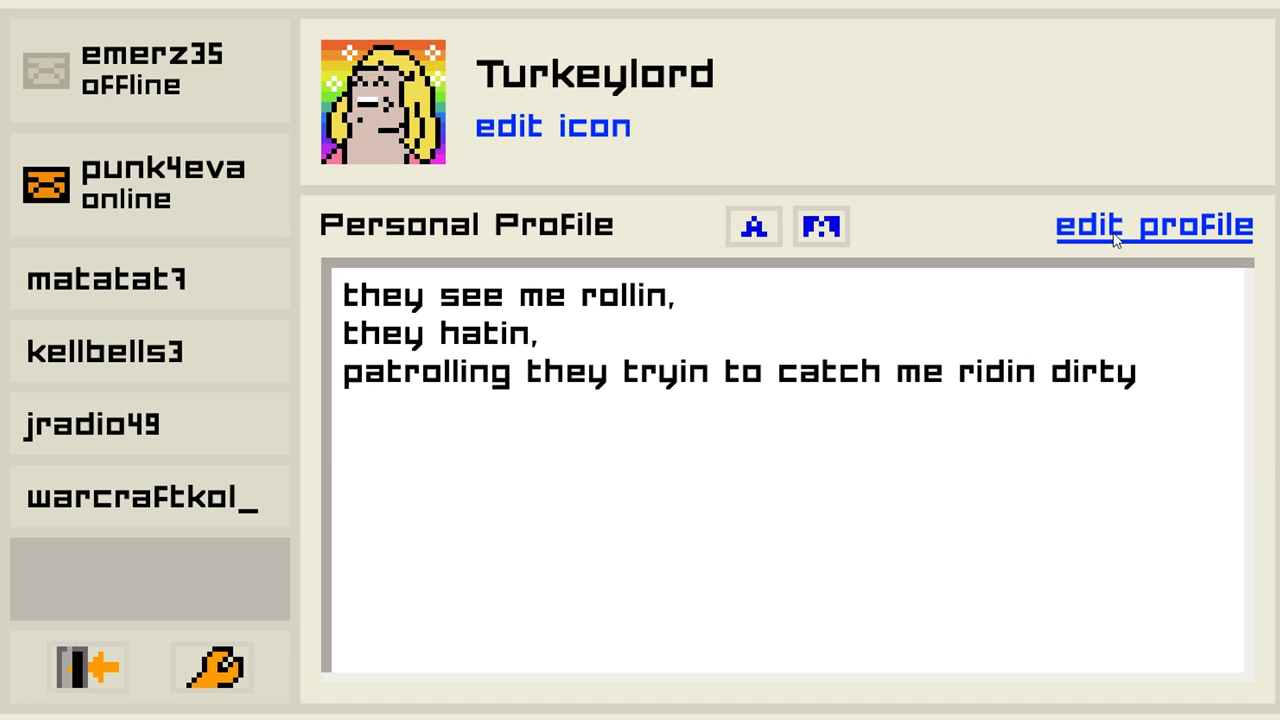 emerz35
offline
punk4eva
online
matatat7
kellbells3
jradio49
warcraftkol_
Turkeylord
edit icon
Personal Profile
A
edit profile
they see me rollin,
they hatin,
patrolling they tryin to catch me ridin dirty